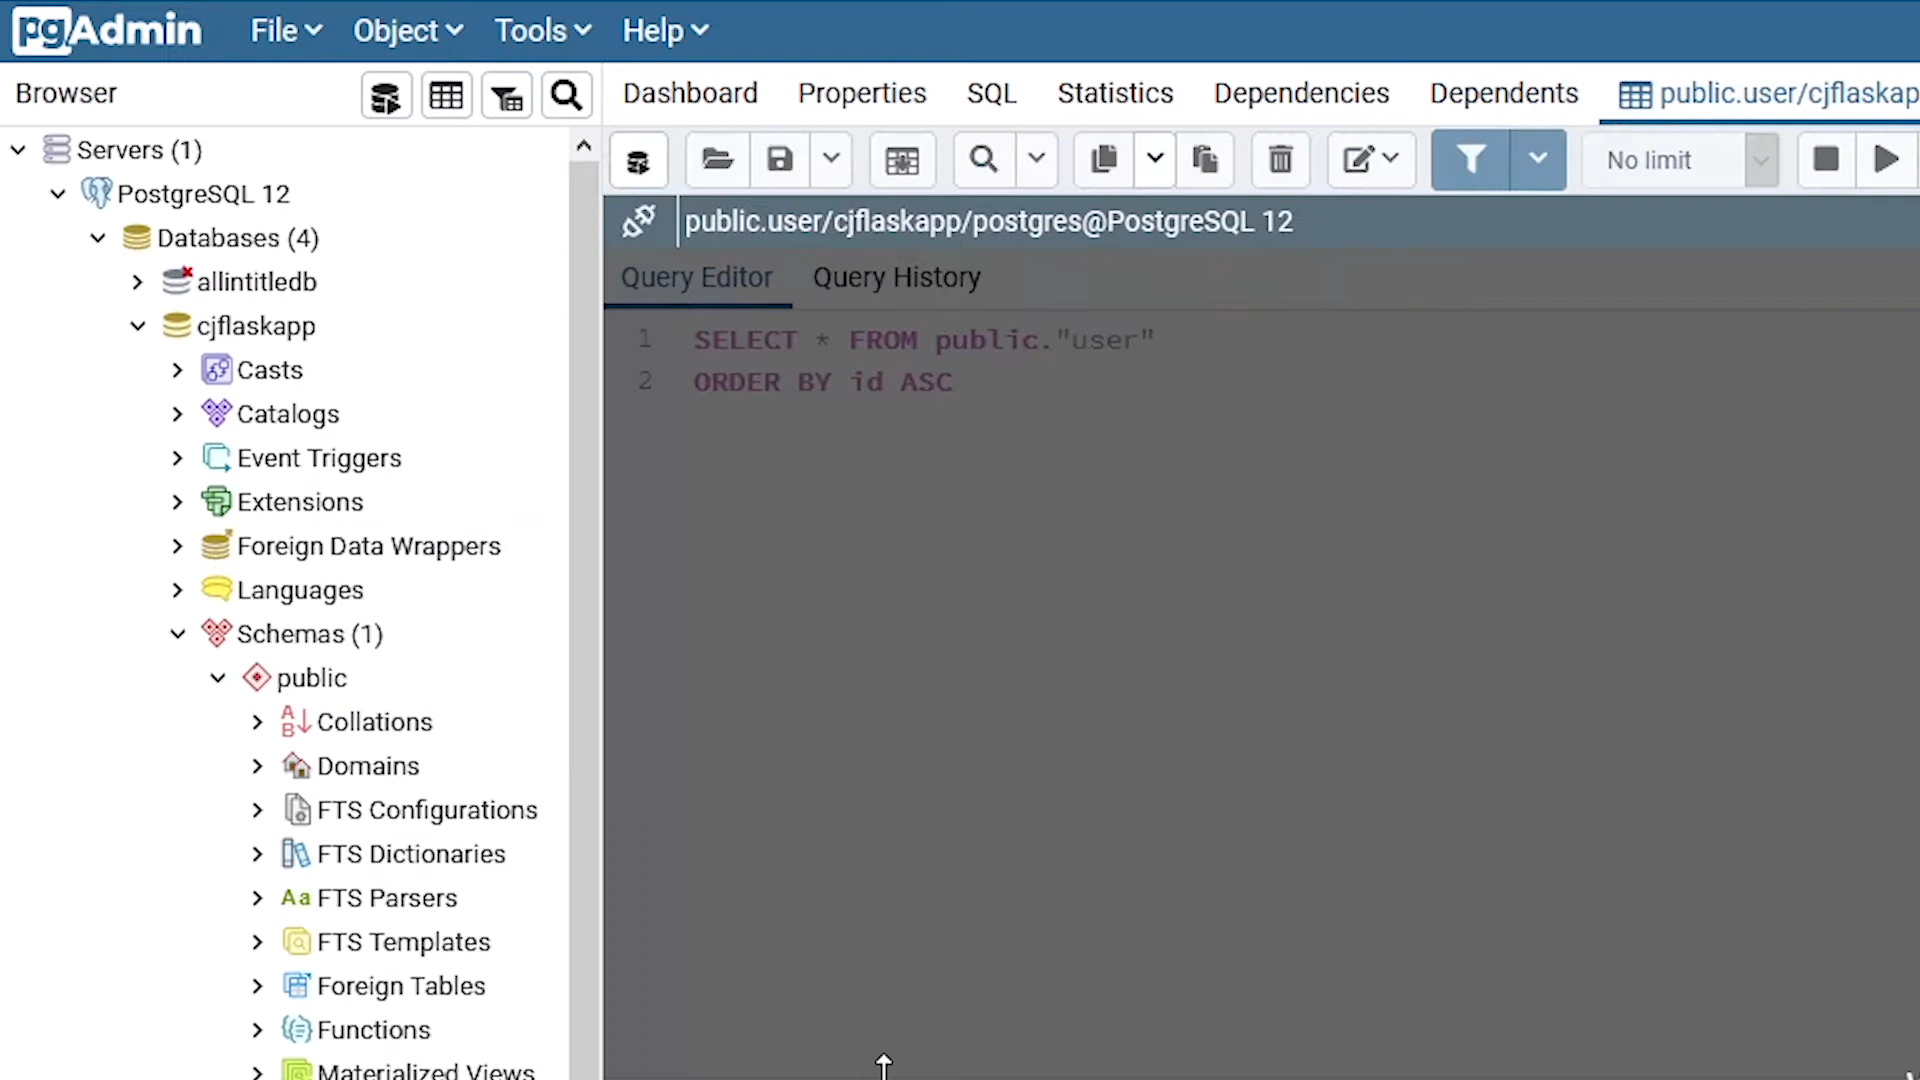 pgAdmin File Object Tools Help
Browser
Dashboard Properties SQL Statistics Dependencies Dependents public.user/cjflaskap
Servers (1)
No limit
PostgreSQL 12
public.user/cjflaskapp/postgres@PostgreSQL 12
Databases (4)
allintitledb
Query Editor Query History
cjflaskapp
1 SELECT * FROM public."user"
2 ORDER BY id ASC
Casts
Catalogs
Event Triggers
Extensions
Foreign Data Wrappers
Languages
Schemas (1)
public
Collations
Domains
FTS Configurations
FTS Dictionaries
Aa FTS Parsers
FTS Templates
Foreign Tables
Functions
Materialized Views